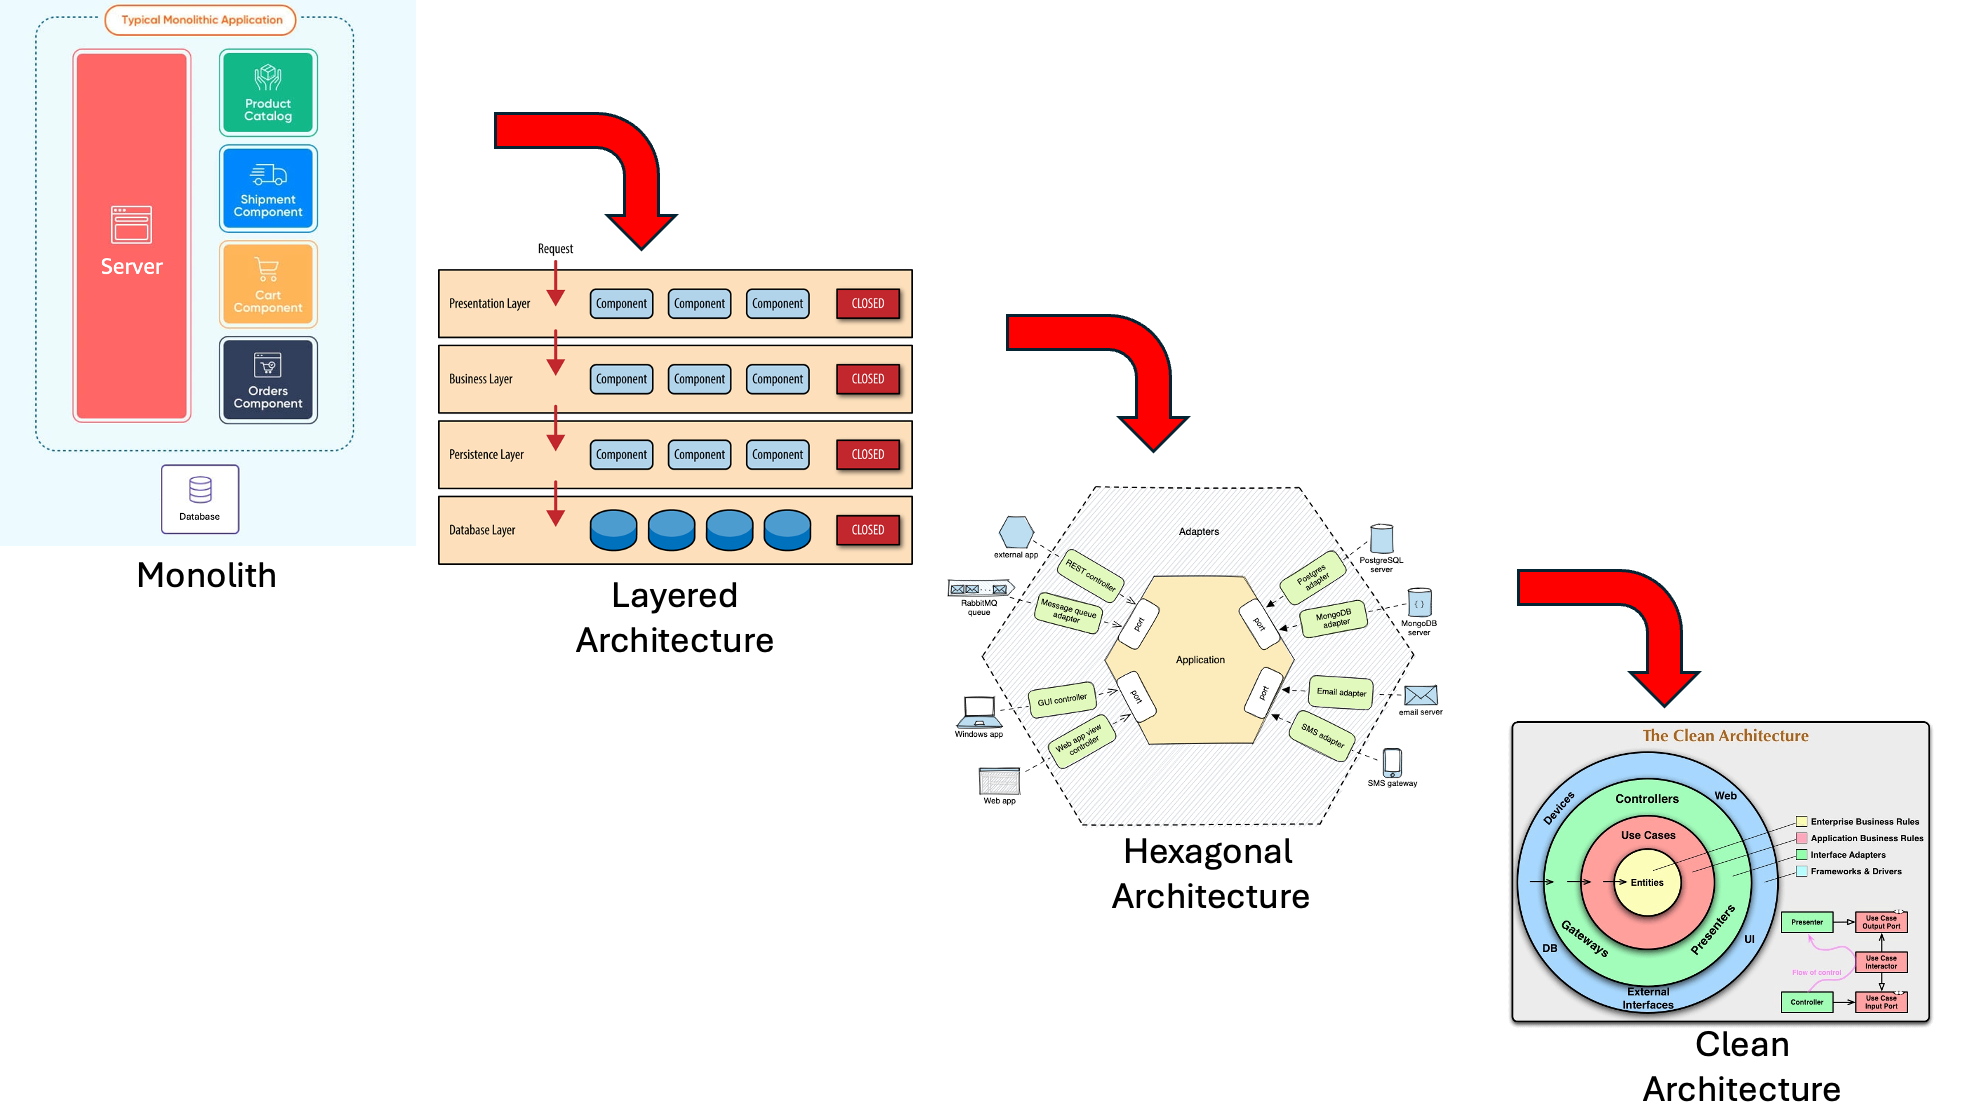 Typical Monolithic Application
Server
Product
Catalog
Shipment
Component
Cart
Component
Orders
Component
Database
Monolith
Request
Presentation Layer
Component
Component
Component
CLOSED
Business Layer
Component
Component
Component
CLOSED
Persistence Layer
Component
Component
Component
CLOSED
Database Layer
CLOSED
Layered
Architecture
Adapters
external app
REST controller
RabbitMQ
queue
Message queue
adapter
port
Postgres
adapter
PostgreSQL
server
MongoDB
adapter
{ }
MongoDB
server
port
Application
GUI controller
Windows app
port
Web app view
controller
Web app
port
Email adapter
email server
SMS adapter
SMS gateway
Hexagonal
Architecture
The Clean Architecture
Devices
Web
Controllers
Use Cases
Entities
Gateways
Presenters
DB
UI
External
Interfaces
Enterprise Business Rules
Application Business Rules
Interface Adapters
Frameworks & Drivers
Presenter
Use Case
Output Port
Use Case
Interactor
Flow of control
Controller
Use Case
Input Port
Clean
Architecture